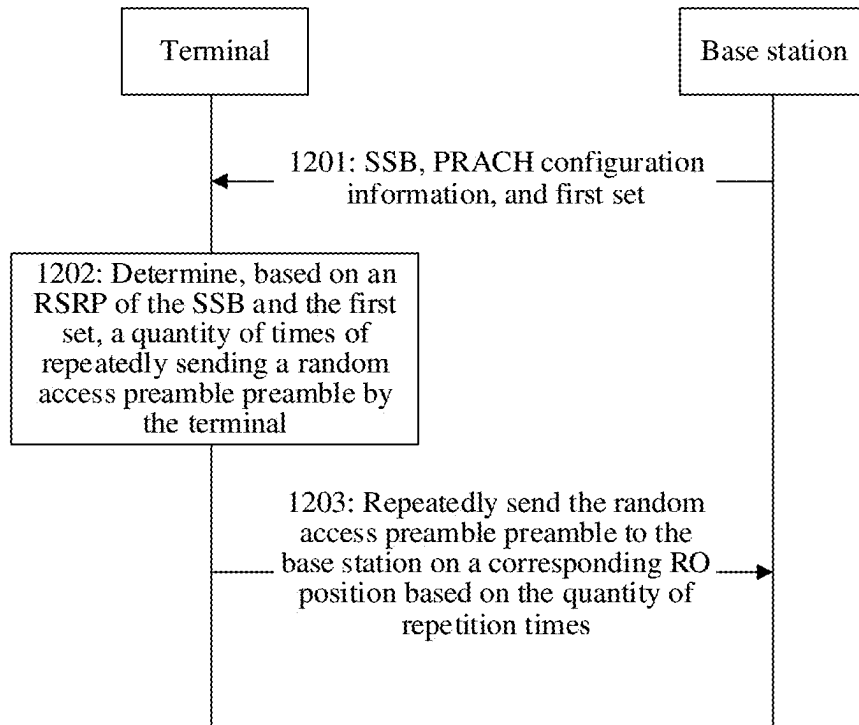 Terminal
Base station
1201: SSB, PRACH configuration
information, and first set
1202: Determine, based on an
RSRP of the SSB and the first
set, a quantity of times of
repeatedly sending a random
access preamble preamble by
the terminal
1203: Repeatedly send the random
access preamble preamble to the
base station on a corresponding RO
position based on the quantity of
repetition times